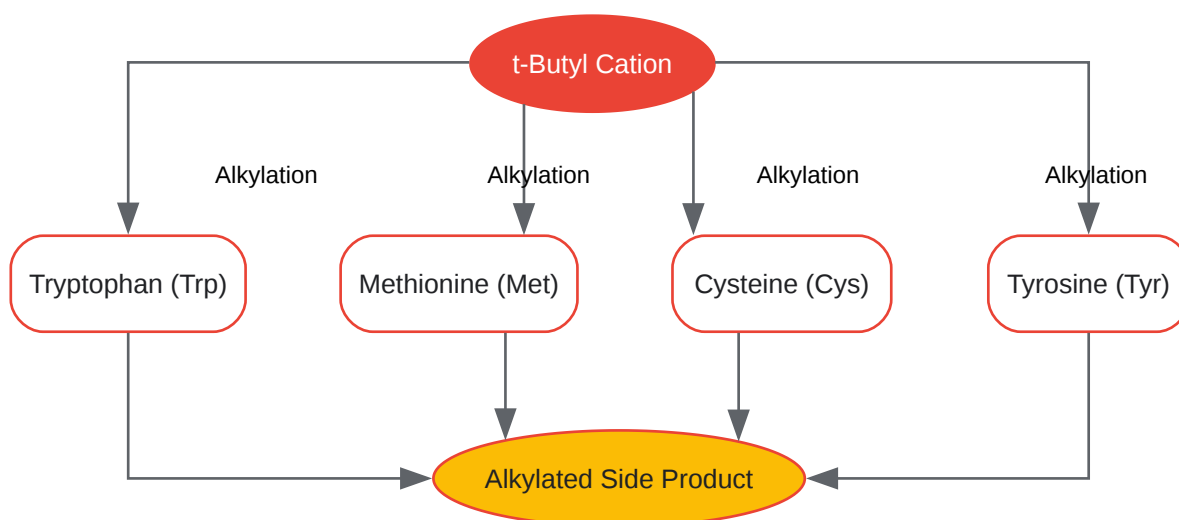 t-Butyl Cation
Alkylation
Alkylation
Alkylation
Alkylation
Tryptophan (Trp)
Methionine (Met)
Cysteine (Cys)
Tyrosine (Tyr)
Alkylated Side Product